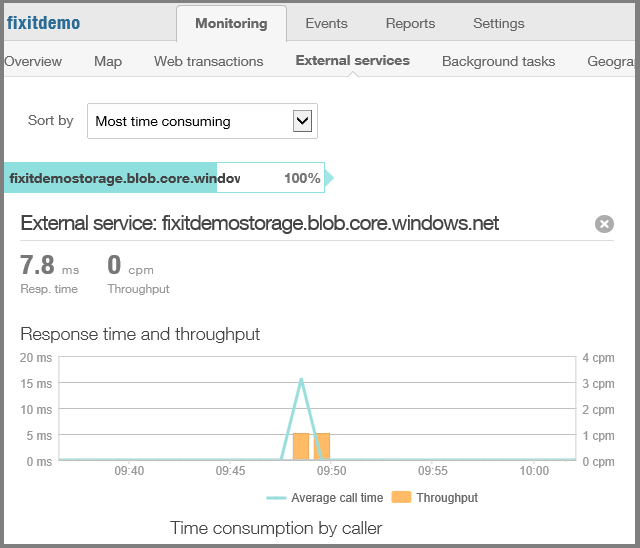 fixitdemo Monitoring Events Reports Settings
Overview Map Web transactions External services Background tasks Geogra
Sort by Most time consuming
fixitdemostorage.blob.core.windov 100%
External service: fixitdemostorage.blob.core.windows.net
7.8 ms 0 cpm
Resp. time Throughput
Response time and throughput
20 ms 4 cpm
15 ms 3 cpm
10 ms 2 cpm
5 ms 1 cpm
0 ms 0 cpm
09:40 09:45 09:50 09:55 10:00
Average call time Throughput
Time consumption by caller